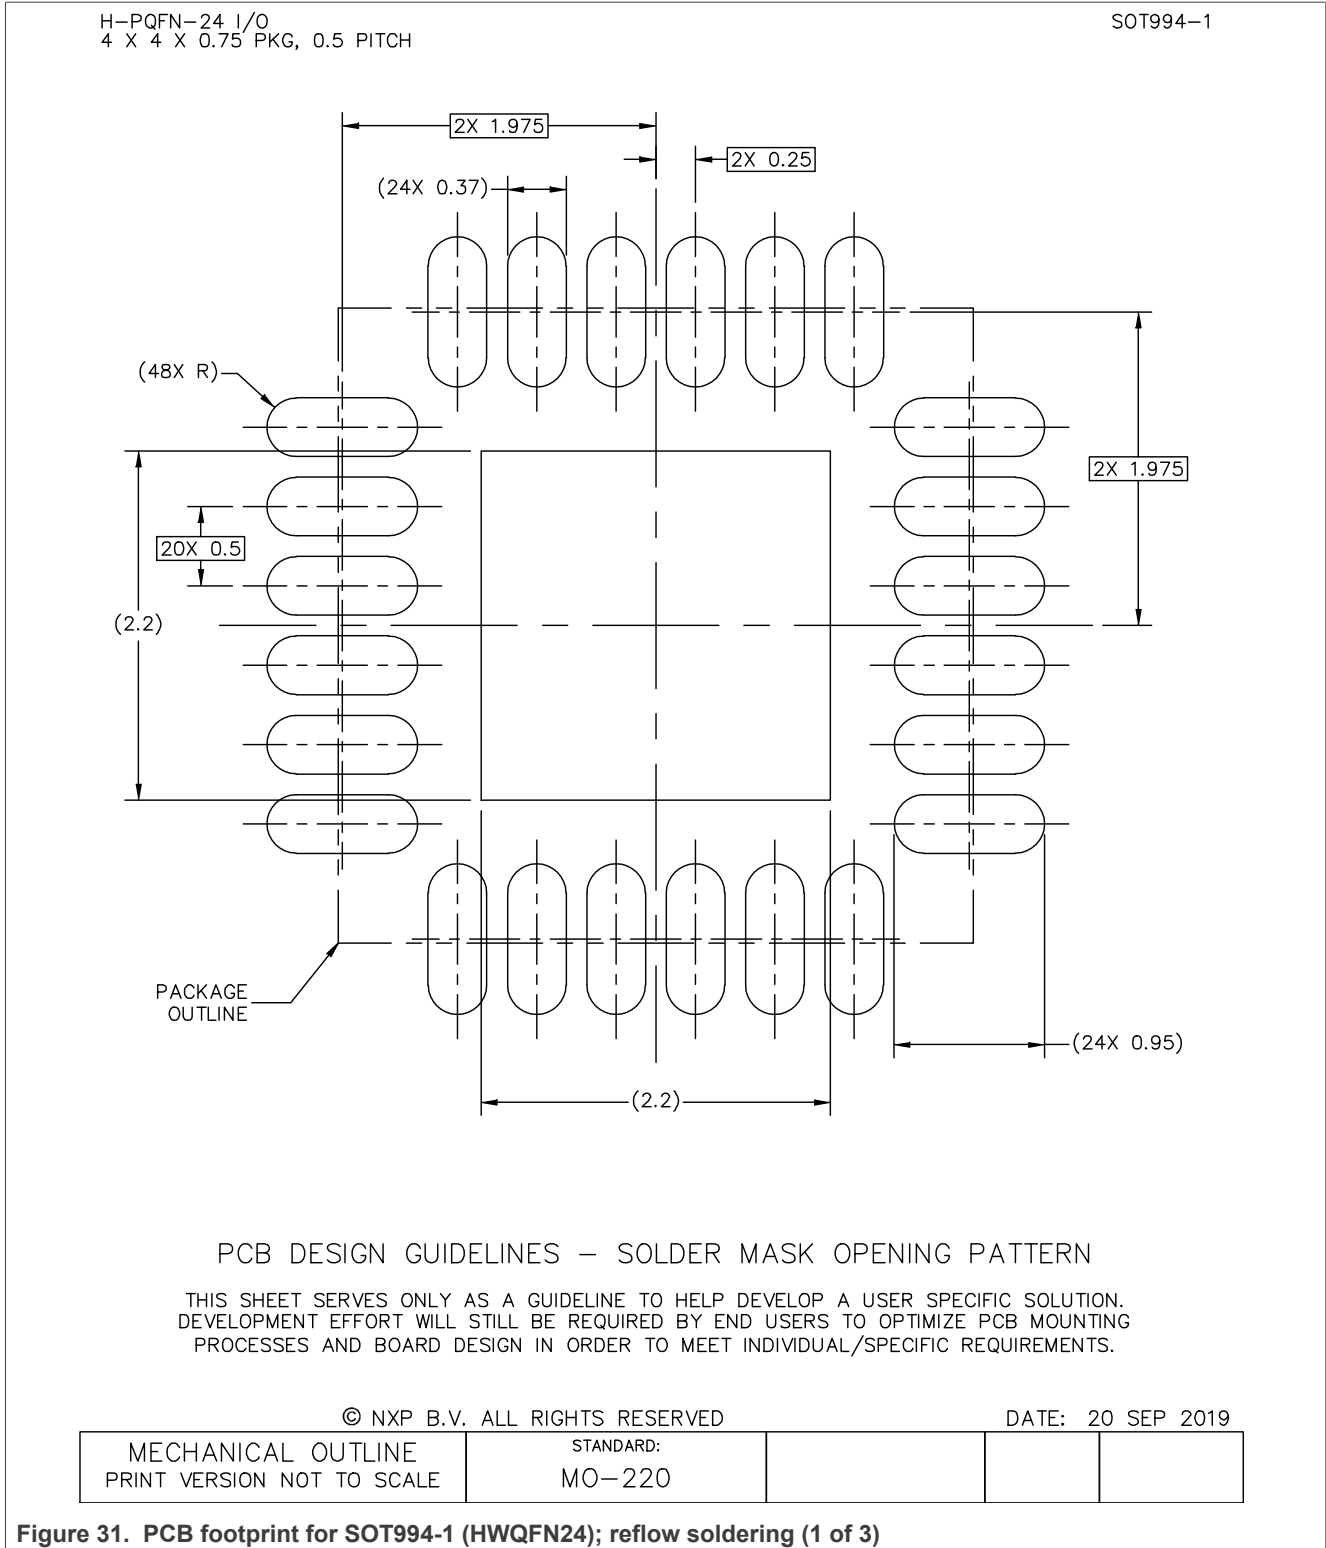 H-PQFN-24 I/O
4 X 4 X 0.75 PKG, 0.5 PITCH
SOT994-1
2X 1.975
2X 0.25
(24X 0.37)
(48X R)
2X 1.975
20X 0.5
(2.2)
PACKAGE
OUTLINE
(24X 0.95)
(2.2)
PCB DESIGN GUIDELINES - SOLDER MASK OPENING PATTERN
THIS SHEET SERVES ONLY AS A GUIDELINE TO HELP DEVELOP A USER SPECIFIC SOLUTION.
DEVELOPMENT EFFORT WILL STILL BE REQUIRED BY END USERS TO OPTIMIZE PCB MOUNTING
PROCESSES AND BOARD DESIGN IN ORDER TO MEET INDIVIDUAL/SPECIFIC REQUIREMENTS.
© NXP B.V. ALL RIGHTS RESERVED
DATE: 20 SEP 2019
MECHANICAL OUTLINE
PRINT VERSION NOT TO SCALE
STANDARD:
MO-220
Figure 31. PCB footprint for SOT994-1 (HWQFN24); reflow soldering (1 of 3)